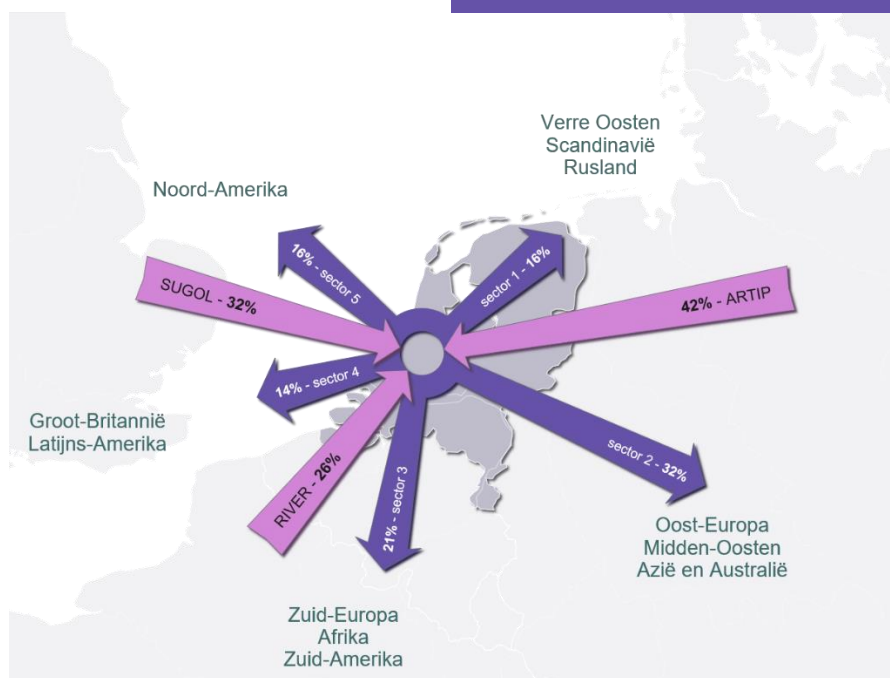 Verre Oosten
Scandinavië
Rusland
Noord-Amerika
16% - sector 5
sector 1 - 16%
SUGOL - 32%
42% - ARTIP
14% - sector 4
Groot-Britannië
Latijns-Amerika
RIVER - 26%
21% - sector 3
sector 2 - 32%
Oost-Europa
Midden-Oosten
Azië en Australië
Zuid-Europa
Afrika
Zuid-Amerika